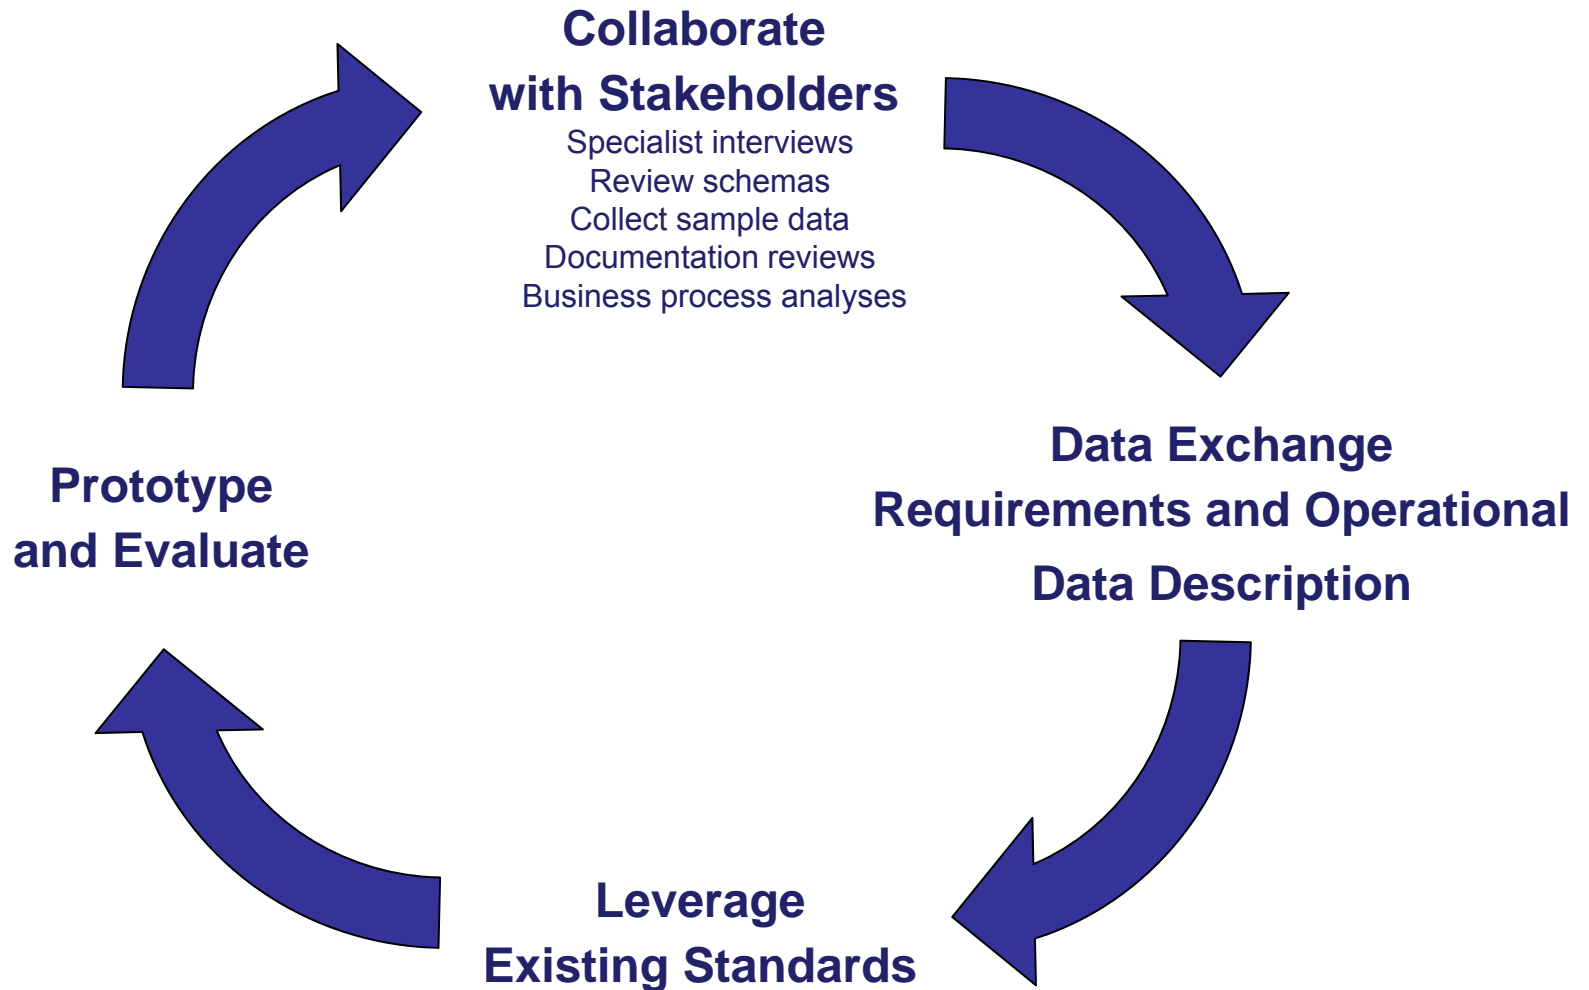 Collaborate
with Stakeholders
Specialist interviews
Review schemas
Collect sample data
Documentation reviews
Business process analyses
Data Exchange
Requirements and Operational
Data Description
Leverage
Existing Standards
Prototype
and Evaluate